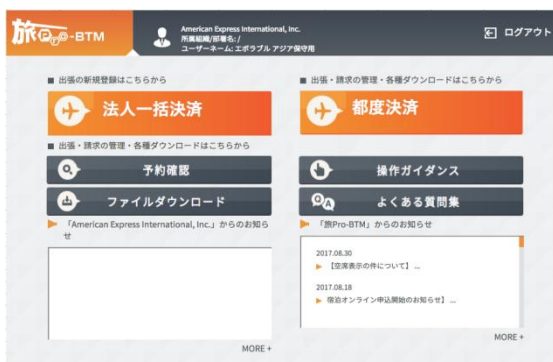 旅Pro-BTM
American Express International, Inc.
所属組織/部署名: /
ユーザーネーム: エボラブル アジア保守用
ログアウト
■ 出張の新規登録はこちらから
法人一括決済
■ 出張・請求の管理・各種ダウンロードはこちらから
予約確認
ファイルダウンロード
「American Express International, Inc.」からのお知ら
せ
MORE +
■ 出張・請求の管理・各種ダウンロードはこちらから
都度決済
操作ガイダンス
Q A
よくある質問集
「旅Pro-BTM」からのお知らせ
2017.08.30
【空席表示の件について】 ...
2017.08.18
宿泊オンライン申込開始のお知らせ】 ...
MORE +